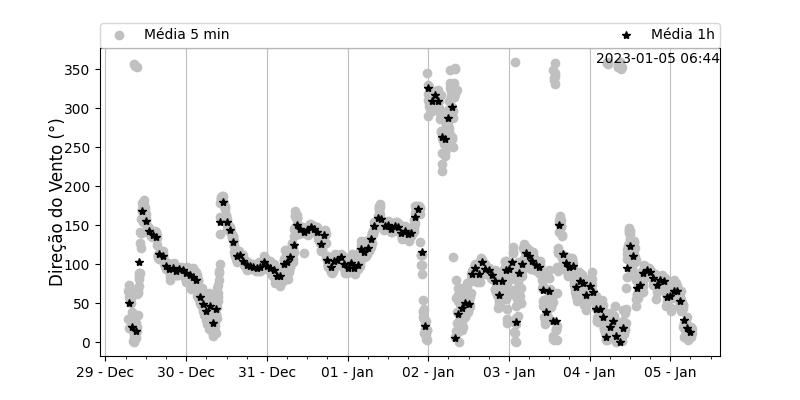 Média 5 min
Média 1h
2023-01-05 06:44
Direção do Vento (°)
350
300
250
200
150
100
50
0
29 - Dec
30 - Dec
31 - Dec
01 - Jan
02 - Jan
03 - Jan
04 - Jan
05 - Jan